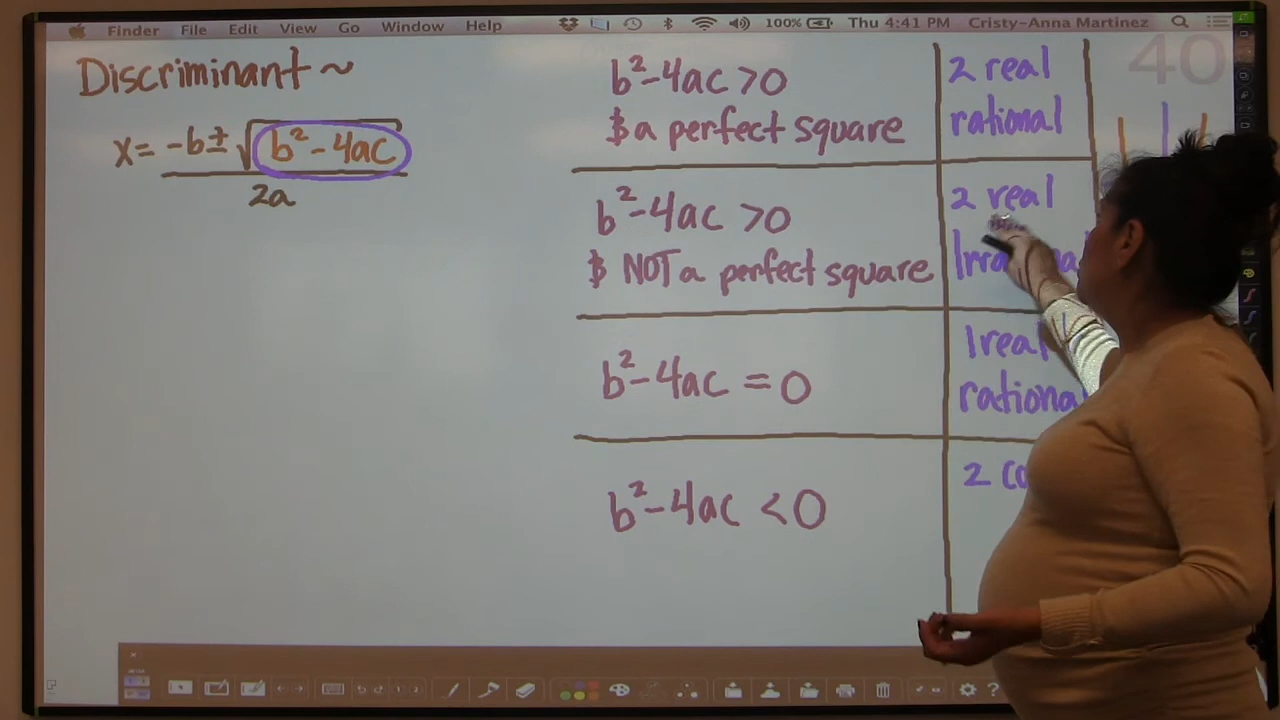 Finder File Edit View Go Window Help 100% Thu 4:41 PM Cristy-Anna Martinez
40
Discriminant ~
x = -b ± √b² - 4ac
2a
b² - 4ac > 0
& a perfect square
2 real
rational
b² - 4ac > 0
& NOT a perfect square
2 real
b² - 4ac = 0
1 real
rational
b² - 4ac < 0
2